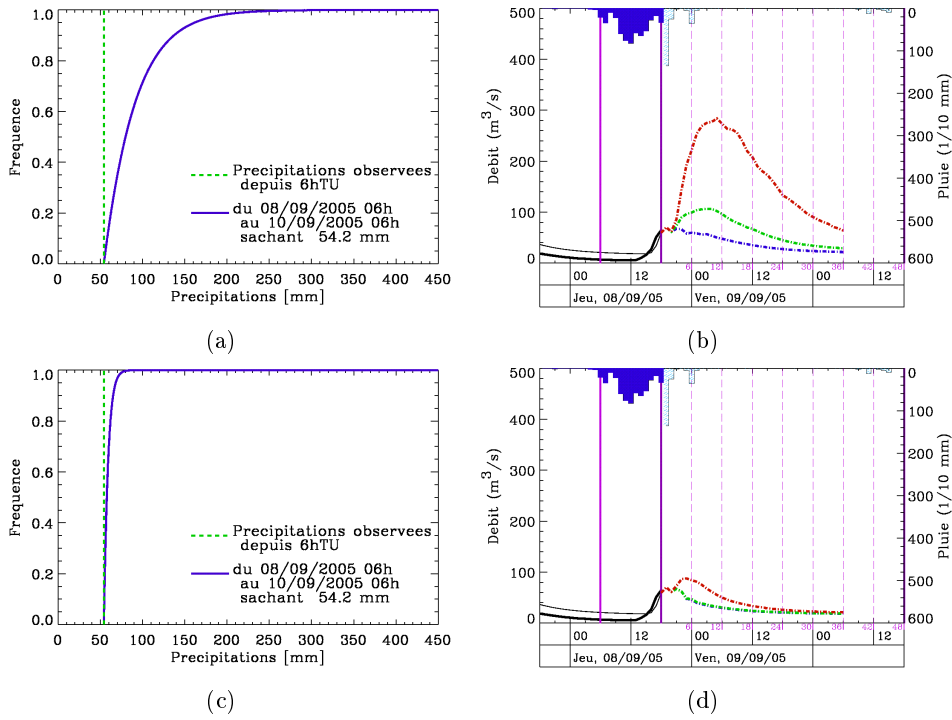 1.0
0.8
0.6
0.4
0.2
0.0
Frequence
Precipitations observees
depuis 6hTU
du 08/09/2005 06h
au 10/09/2005 06h
sachant 54.2 mm
0 50 100 150 200 250 300 350 400 450
Precipitations [mm]
(a)
500
400
300
200
100
0
Debit (m³/s)
0
100
200
300
400
500
600
Pluie (1/10 mm)
6 12 18 24 30 36 42 48
00 12 00 12 00 12
Jeu, 08/09/05 Ven, 09/09/05
(b)
1.0
0.8
0.6
0.4
0.2
0.0
Frequence
Precipitations observees
depuis 6hTU
du 08/09/2005 06h
au 10/09/2005 06h
sachant 54.2 mm
0 50 100 150 200 250 300 350 400 450
Precipitations [mm]
(c)
500
400
300
200
100
0
Debit (m³/s)
0
100
200
300
400
500
600
Pluie (1/10 mm)
6 12 18 24 30 36 42 48
00 12 00 12 00 12
Jeu, 08/09/05 Ven, 09/09/05
(d)